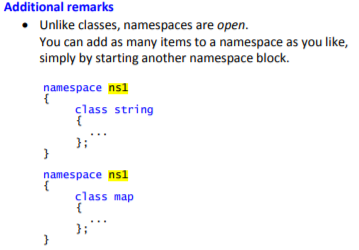 Additional remarks
• Unlike classes, namespaces are open.
You can add as many items to a namespace as you like,
simply by starting another namespace block.
namespace ns1
{
class string
{
...
};
}
namespace ns1
{
class map
{
...
};
}